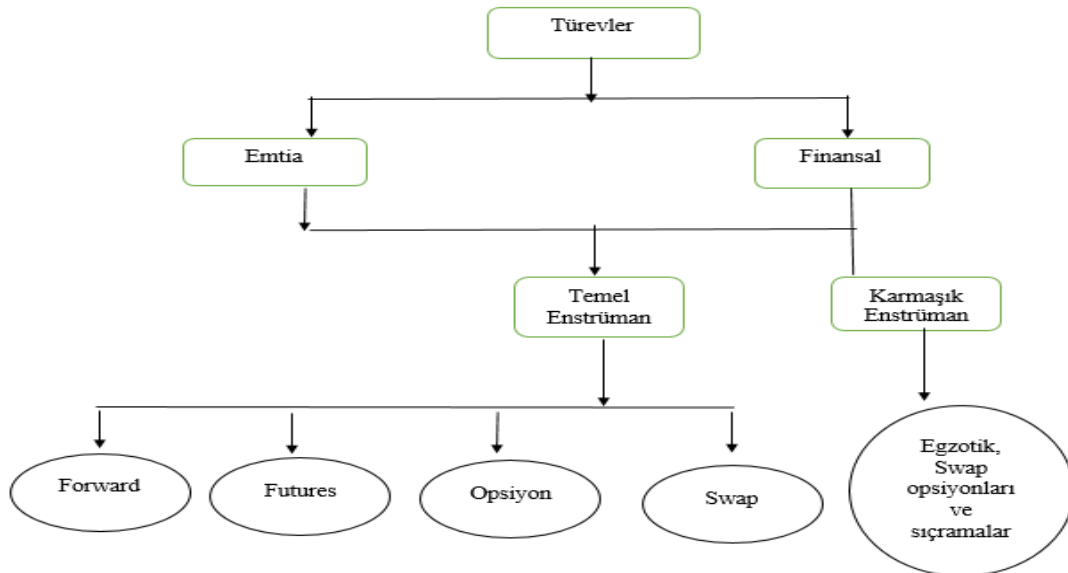 Türevler
Emtia
Finansal
Temel
Enstrüman
Karmaşık
Enstrüman
Forward
Futures
Opsiyon
Swap
Egzotik,
Swap
opsiyonları
ve
sıçramalar